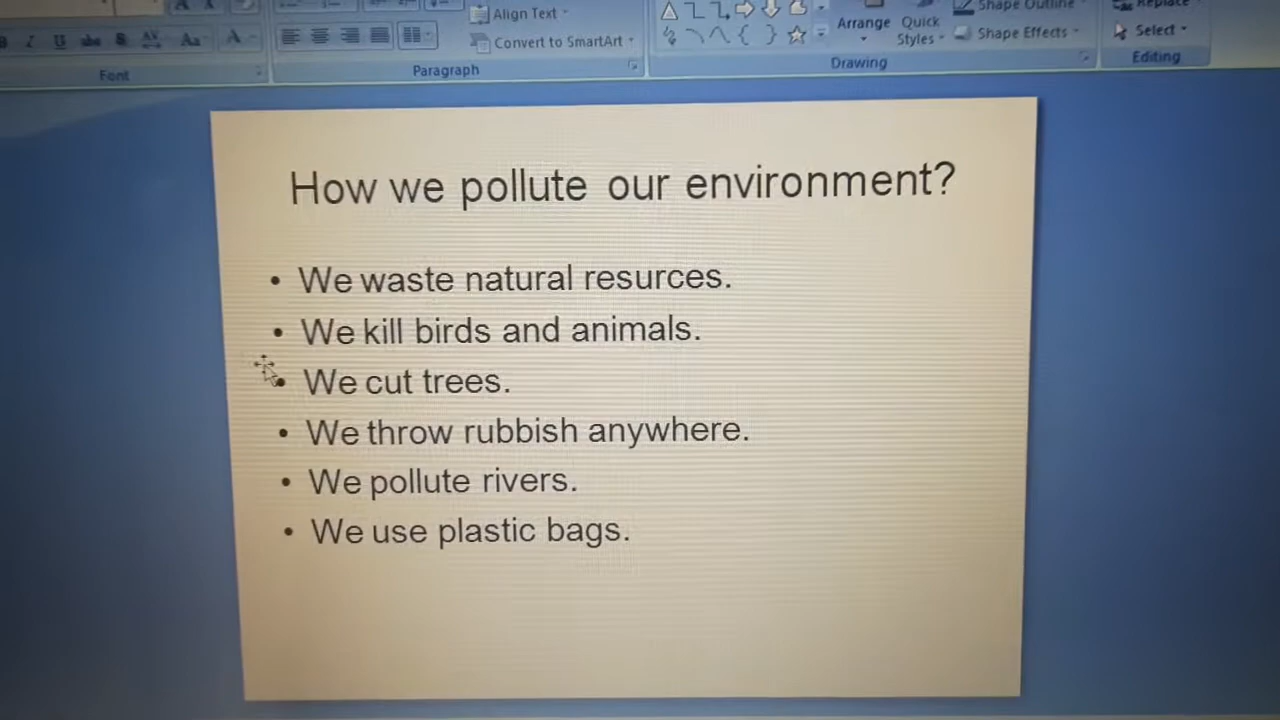 Align Text
Convert to SmartArt
Arrange
Quick
Styles
Shape Outline
Shape Effects
Replace
Select
Font
Paragraph
Drawing
Editing
How we pollute our environment?
• We waste natural resurces.
• We kill birds and animals.
• We cut trees.
• We throw rubbish anywhere.
• We pollute rivers.
• We use plastic bags.